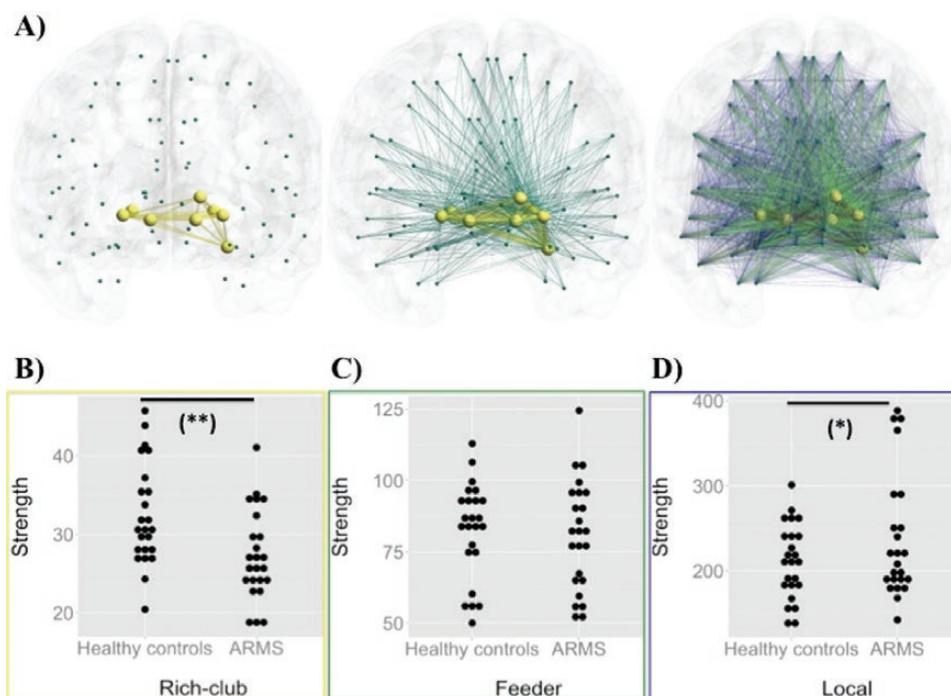 A)
B)
C)
D)
(**)
(*)
Strength
40
30
20
Healthy controls ARMS
Rich-club
Strength
125
100
75
50
Healthy controls ARMS
Feeder
Strength
400
300
200
Healthy controls ARMS
Local